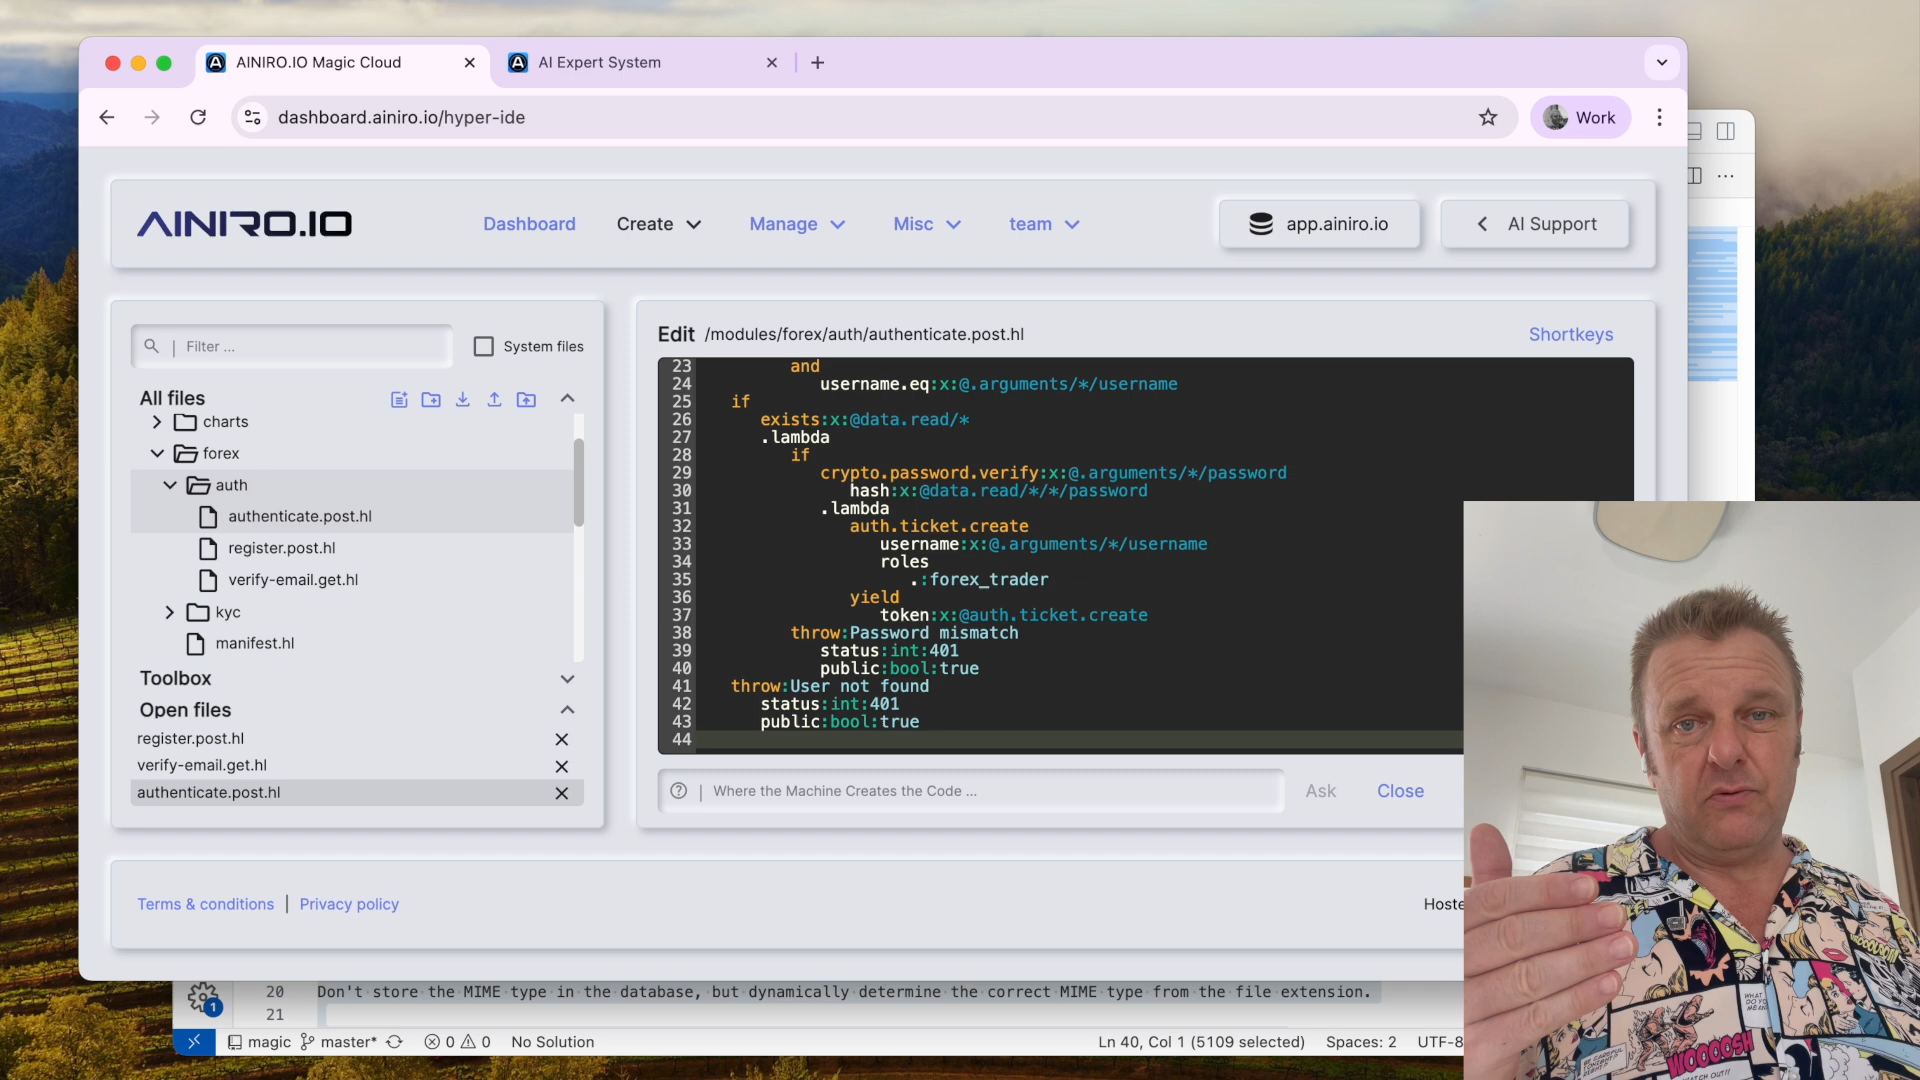 AINIRO.IO Magic Cloud
AI Expert System
dashboard.ainiro.io/hyper-ide
Work
AINIRO.IO
Dashboard
Create
Manage
Misc
team
app.ainiro.io
AI Support
Filter ...
System files
All files
charts
forex
auth
authenticate.post.hl
register.post.hl
verify-email.get.hl
kyc
manifest.hl
Toolbox
Open files
register.post.hl
verify-email.get.hl
authenticate.post.hl
Edit /modules/forex/auth/authenticate.post.hl
Shortkeys
23 and
24 username.eq:x:@.arguments/*/username
25 if
26 exists:x:@data.read/*
27 .lambda
28 if
29 crypto.password.verify:x:@.arguments/*/password
30 hash:x:@data.read/*/*/password
31 .lambda
32 auth.ticket.create
33 username:x:@.arguments/*/username
34 roles
35 .:forex_trader
36 yield
37 token:x:@auth.ticket.create
38 throw:Password mismatch
39 status:int:401
40 public:bool:true
41 throw:User not found
42 status:int:401
43 public:bool:true
44
Where the Machine Creates the Code ...
Ask
Close
Terms & conditions | Privacy policy
Hoste
1
20 Don't store the MIME type in the database, but dynamically determine the correct MIME type from the file extension.
21
magic master* 0 0 No Solution
Ln 40, Col 1 (5109 selected) Spaces: 2 UTF-8
WOOOOSH